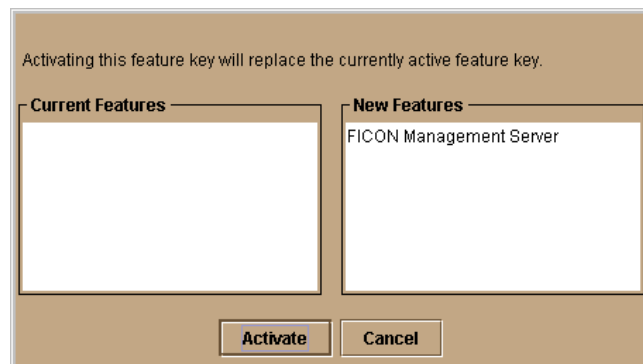 Activating this feature key will replace the currently active feature key.
Current Features
New Features
FICON Management Server
Activate
Cancel